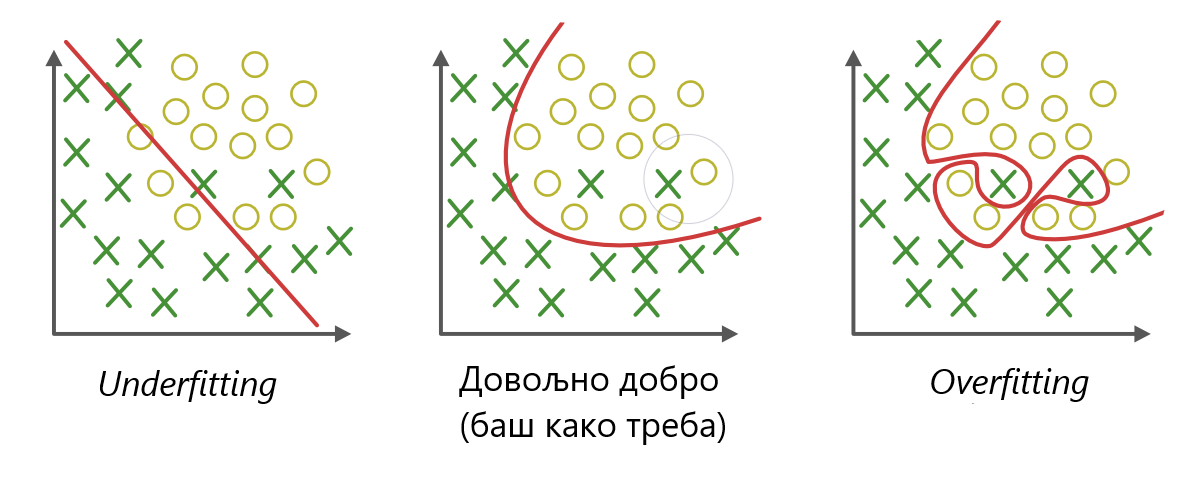 Underfitting
Довољно добро
(баш како треба)
Overfitting